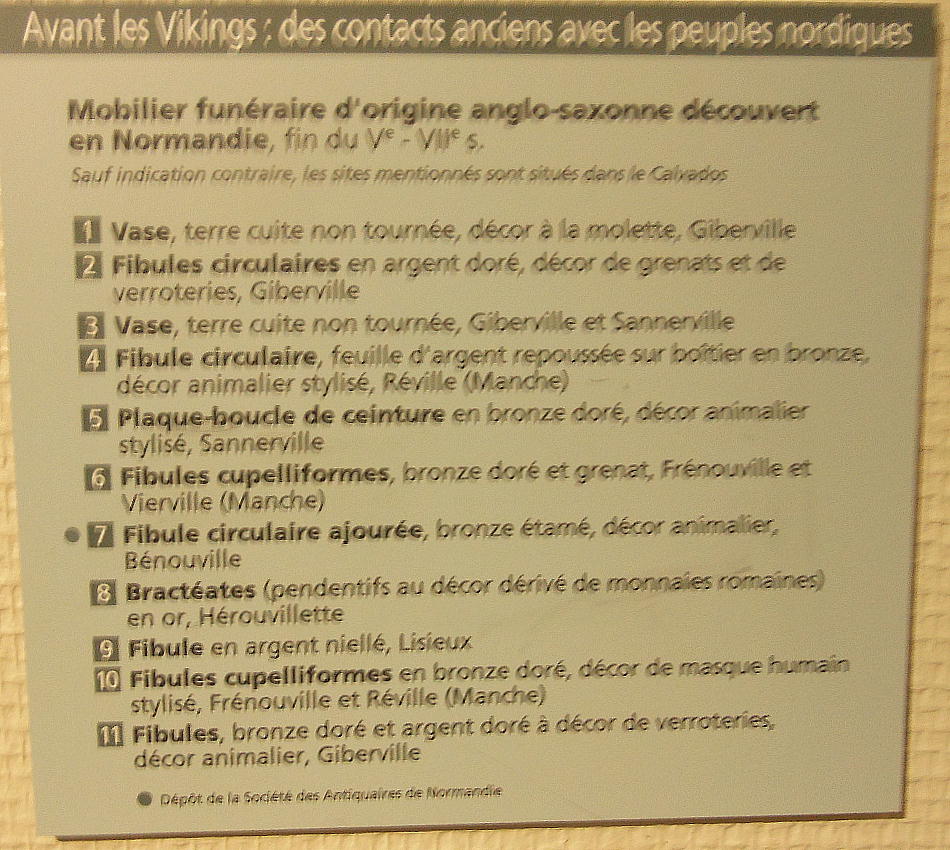 Avant les Vikings : des contacts anciens avec les peuples nordiques
Mobilier funéraire d'origine anglo-saxonne découvert
en Normandie, fin du Ve - VIIe s.
Sauf indication contraire, les sites mentionnés sont situés dans le Calvados
1 Vase, terre cuite non tournée, décor à la molette, Giberville
2 Fibules circulaires en argent doré, décor de grenats et de
verroteries, Giberville
3 Vase, terre cuite non tournée, Giberville et Sannerville
4 Fibule circulaire, feuille d'argent repoussée sur boîtier en bronze,
décor animalier stylisé, Réville (Manche)
5 Plaque-boucle de ceinture en bronze doré, décor animalier
stylisé, Sannerville
6 Fibules cupelliformes, bronze doré et grenat, Frénouville et
Vierville (Manche)
● 7 Fibule circulaire ajourée, bronze étamé, décor animalier,
Bénouville
8 Bractéates (pendentifs au décor dérivé de monnaies romaines)
en or, Hérouvillette
9 Fibule en argent niellé, Lisieux
10 Fibules cupelliformes en bronze doré, décor de masque humain
stylisé, Frénouville et Réville (Manche)
11 Fibules, bronze doré et argent doré à décor de verroteries,
décor animalier, Giberville
● Dépôt de la Société des Antiquaires de Normandie